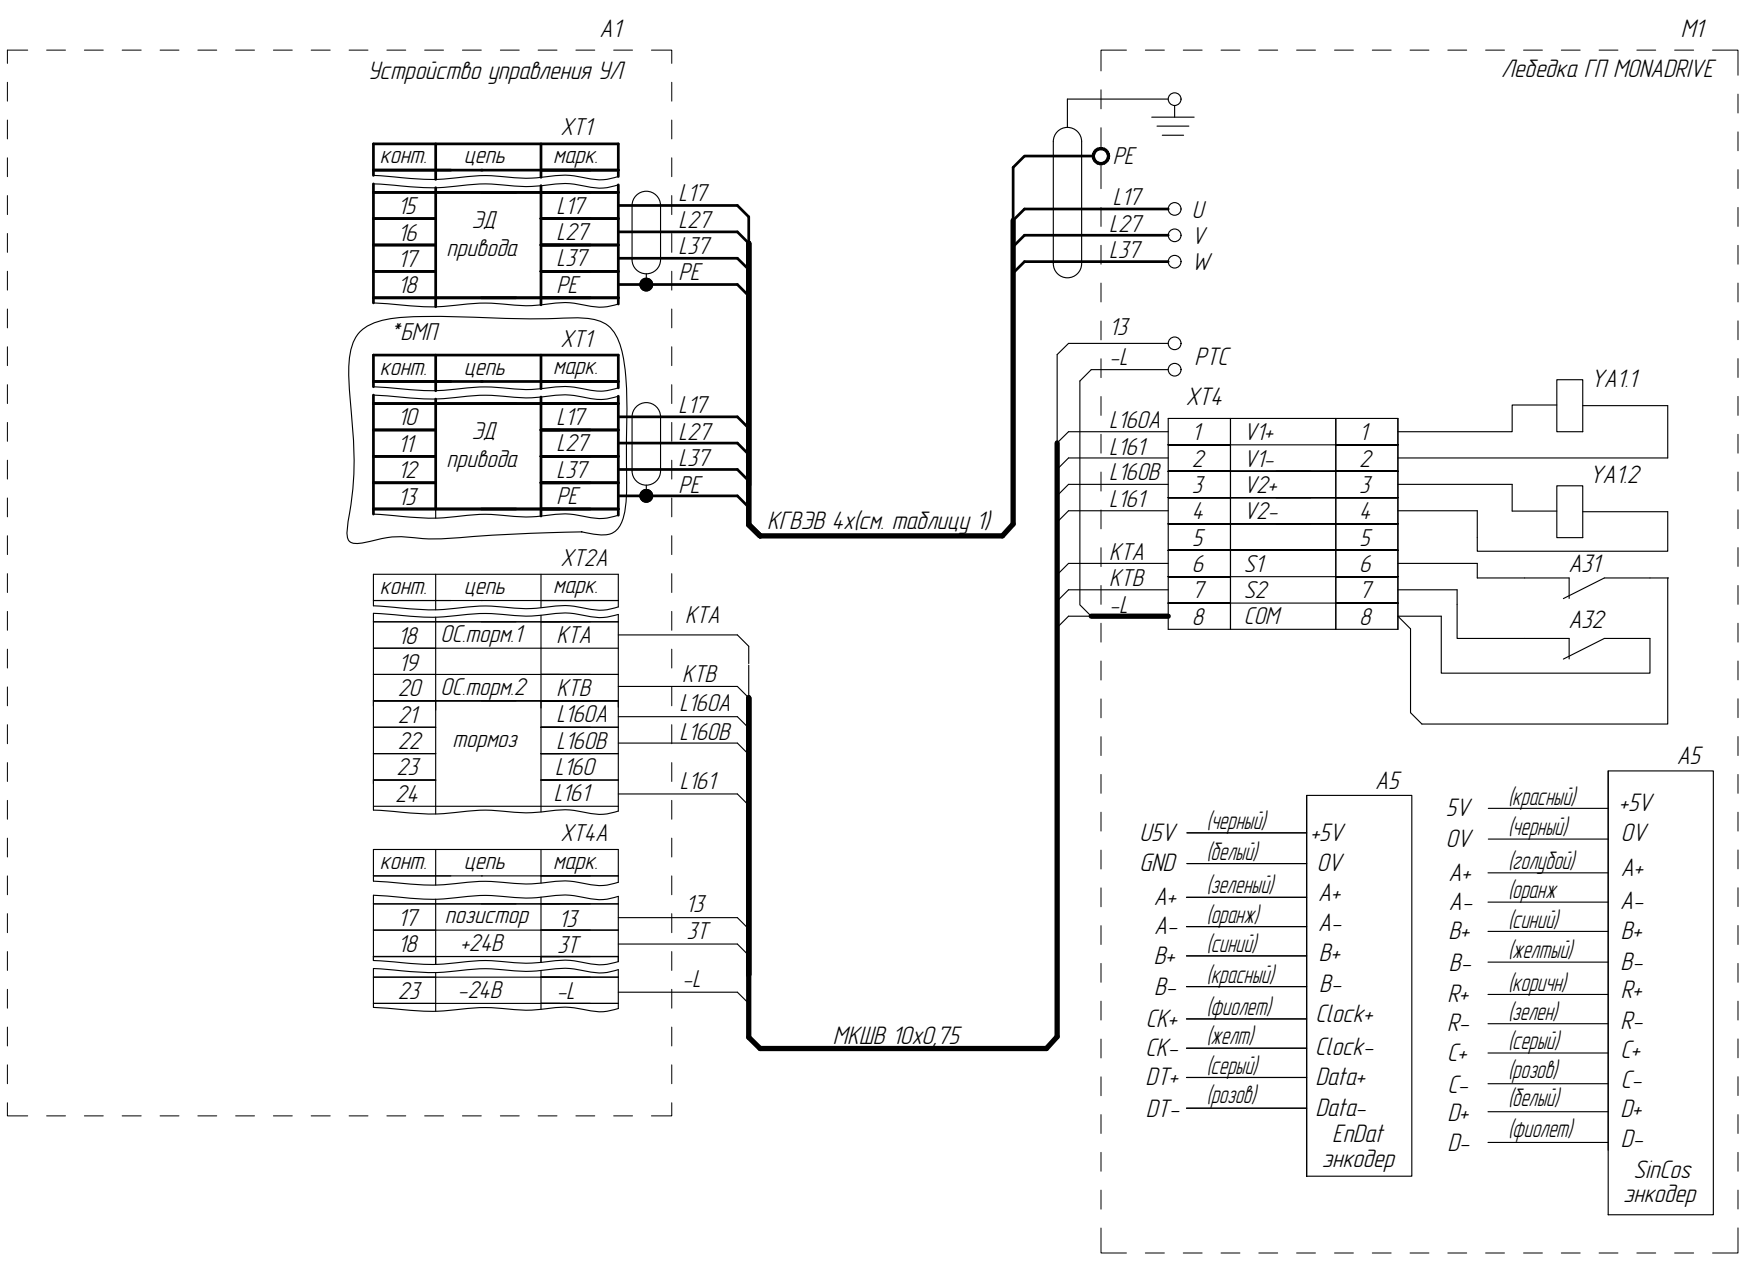 А1
Устройство управления УЛ
XT1
конт. цепь марк.
15 ЭД привода L17
16 L27
17 L37
18 PE
L17
L27
L37
PE
*БМП
XT1
конт. цепь марк.
10 ЭД привода L17
11 L27
12 L37
13 PE
L17
L27
L37
PE
КГВЭВ 4х(см. таблицу 1)
XT2A
конт. цепь марк.
18 ОС.торм.1 KTA
19
20 ОС.торм.2 KTB
21 тормоз L160A
22 L160B
23 L160
24 L161
KTA
KTB
L160A
L160B
L161
XT4A
конт. цепь марк.
17 позистор 13
18 +24В 3Т
23 -24В -L
13
3Т
-L
МКШВ 10х0,75
М1
Лебедка ГП MONADRIVE
PE
L17 U
L27 V
L37 W
13
-L
PTC
XT4
L160A 1 V1+ 1
L161 2 V1- 2
L160B 3 V2+ 3
L161 4 V2- 4
5 5
KTA 6 S1 6
KTB 7 S2 7
-L 8 COM 8
YA1.1
YA1.2
A31
A32
A5
U5V (черный) +5V
GND (белый) 0V
A+ (зеленый) A+
A- (оранж) A-
B+ (синий) B+
B- (красный) B-
CK+ (фиолет) Clock+
CK- (желт) Clock-
DT+ (серый) Data+
DT- (розов) Data-
EnDat
энкодер
A5
5V (красный) +5V
0V (черный) 0V
A+ (голубой) A+
A- (оранж A-
B+ (синий) B+
B- (желтый) B-
R+ (коричн) R+
R- (зелен) R-
C+ (серый) C+
C- (розов) C-
D+ (белый) D+
D- (фиолет) D-
SinCos
энкодер